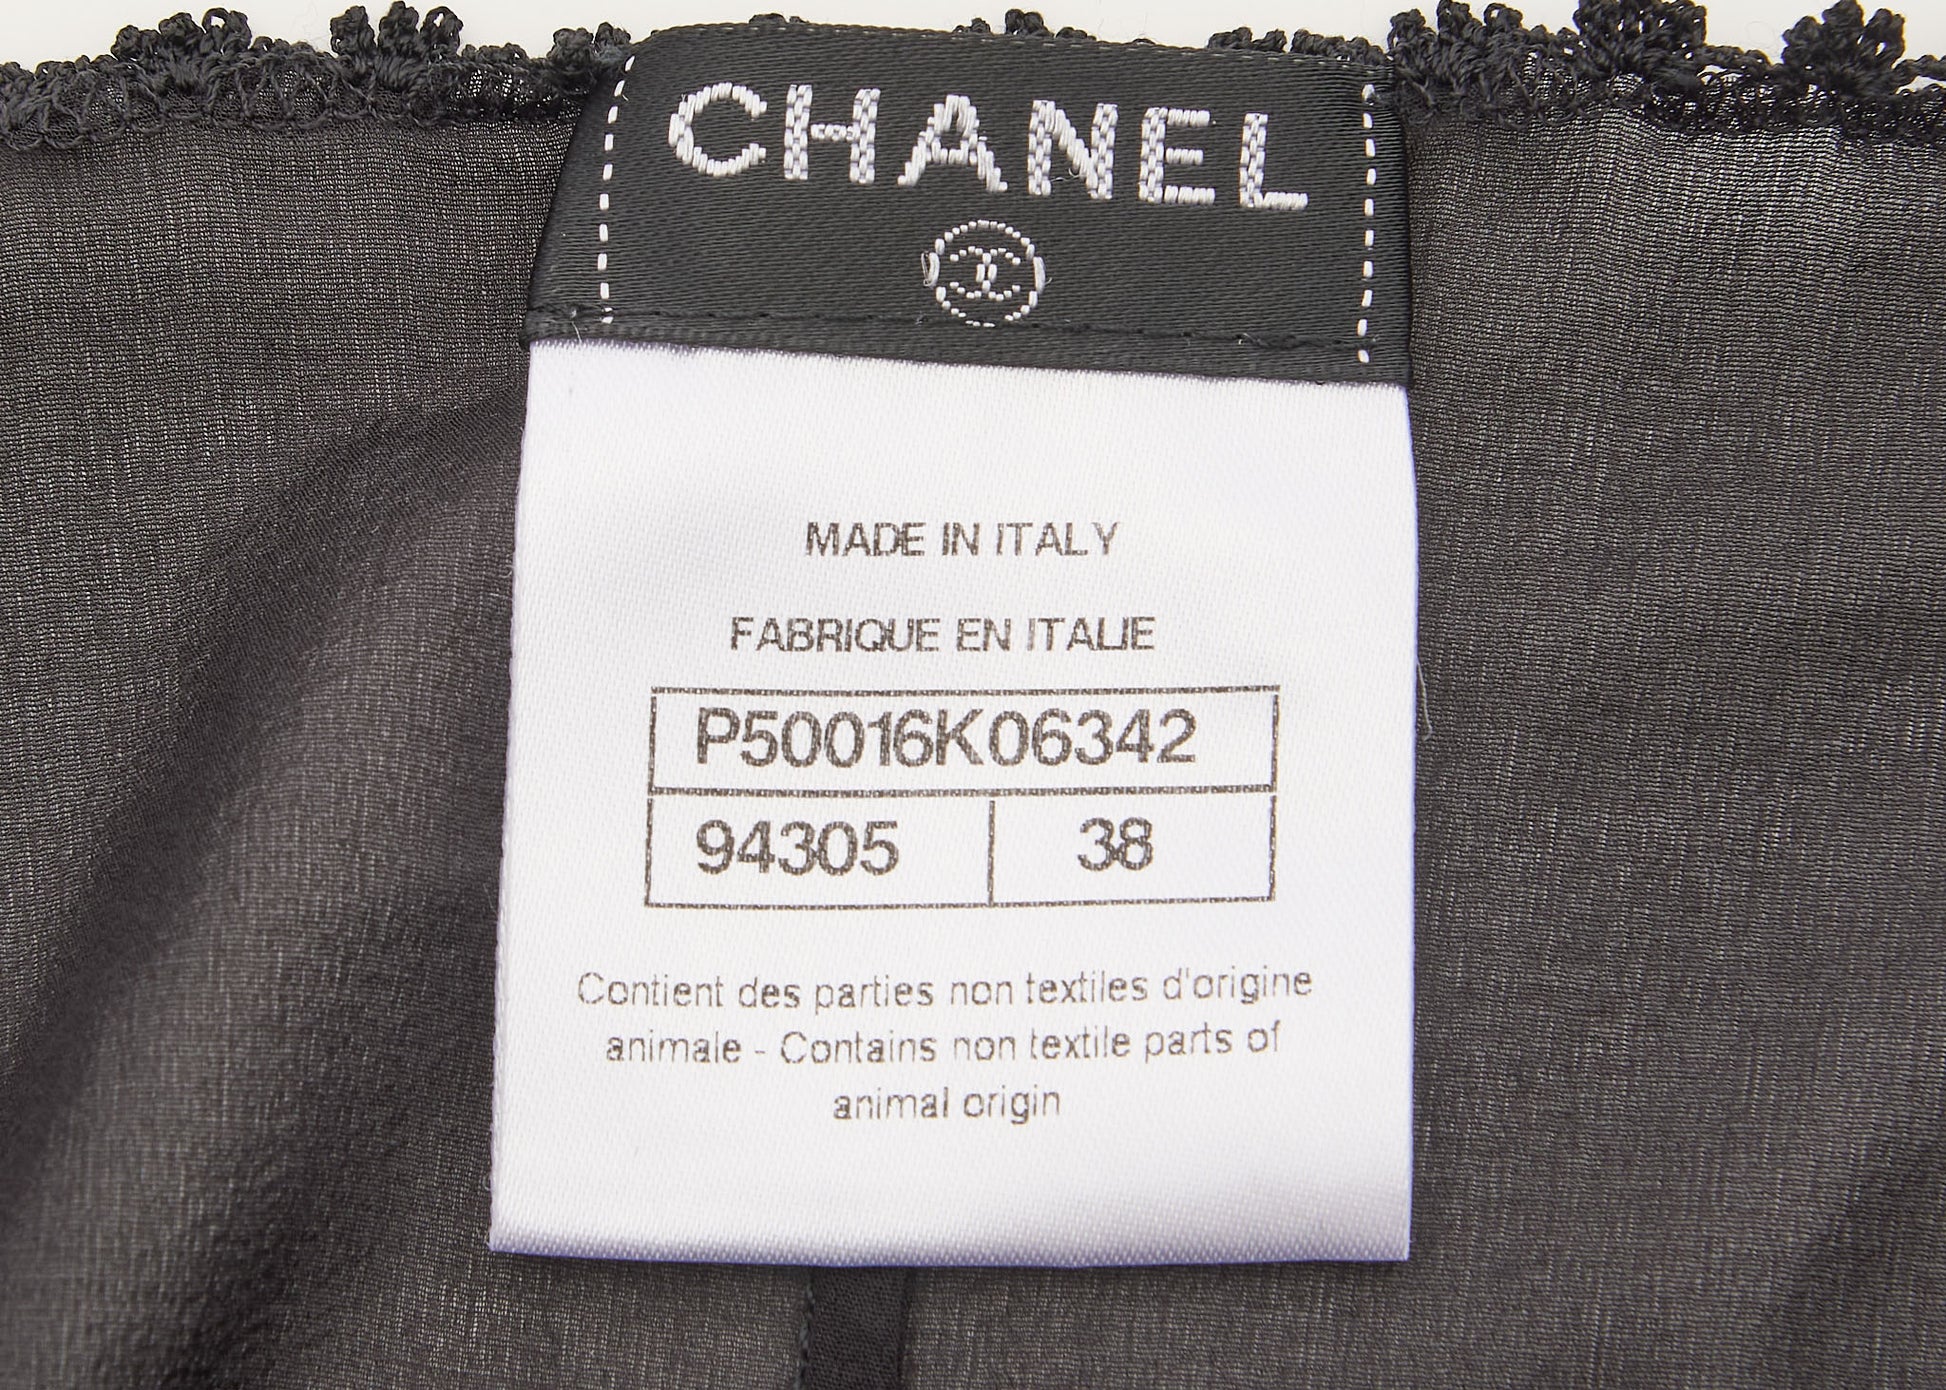 CHANEL
MADE IN ITALY
FABRIQUE EN ITALIE
P50016K06342
94305 38
Contient des parties non textiles d'origine
animale - Contains non textile parts of
animal origin